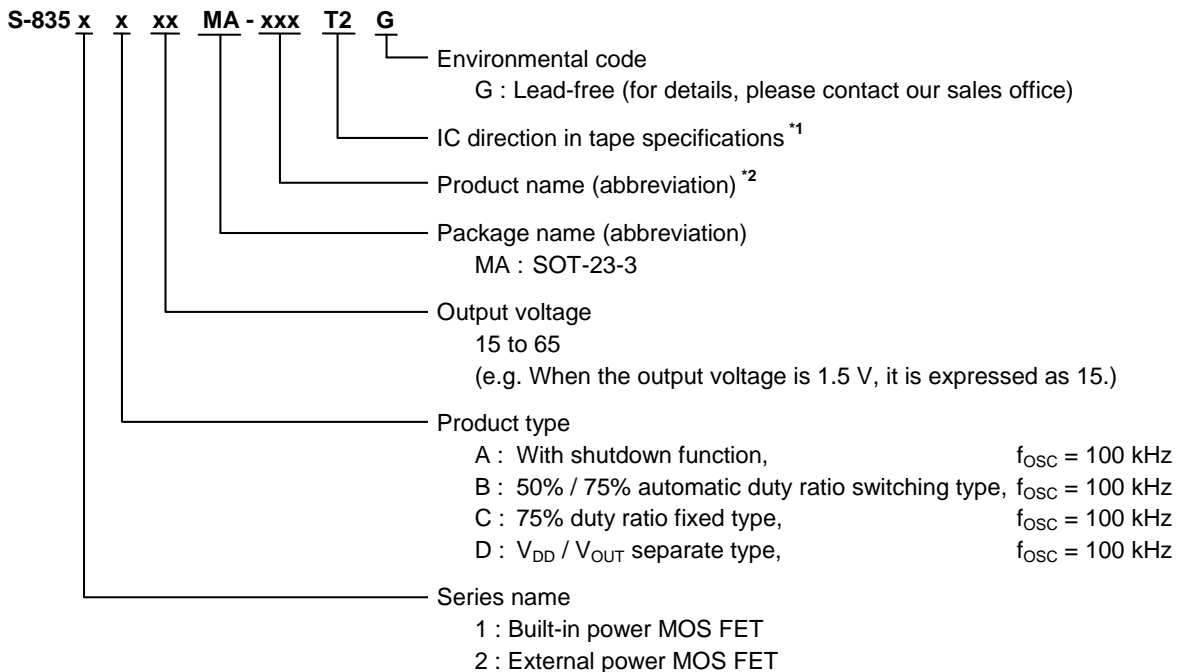 S-835 x x xx MA - xxx T2 G
Environmental code
G : Lead-free (for details, please contact our sales office)
IC direction in tape specifications *1
Product name (abbreviation) *2
Package name (abbreviation)
MA : SOT-23-3
Output voltage
15 to 65
(e.g. When the output voltage is 1.5 V, it is expressed as 15.)
Product type
A : With shutdown function, fOSC = 100 kHz
B : 50% / 75% automatic duty ratio switching type, fOSC = 100 kHz
C : 75% duty ratio fixed type, fOSC = 100 kHz
D : VDD / VOUT separate type, fOSC = 100 kHz
Series name
1 : Built-in power MOS FET
2 : External power MOS FET